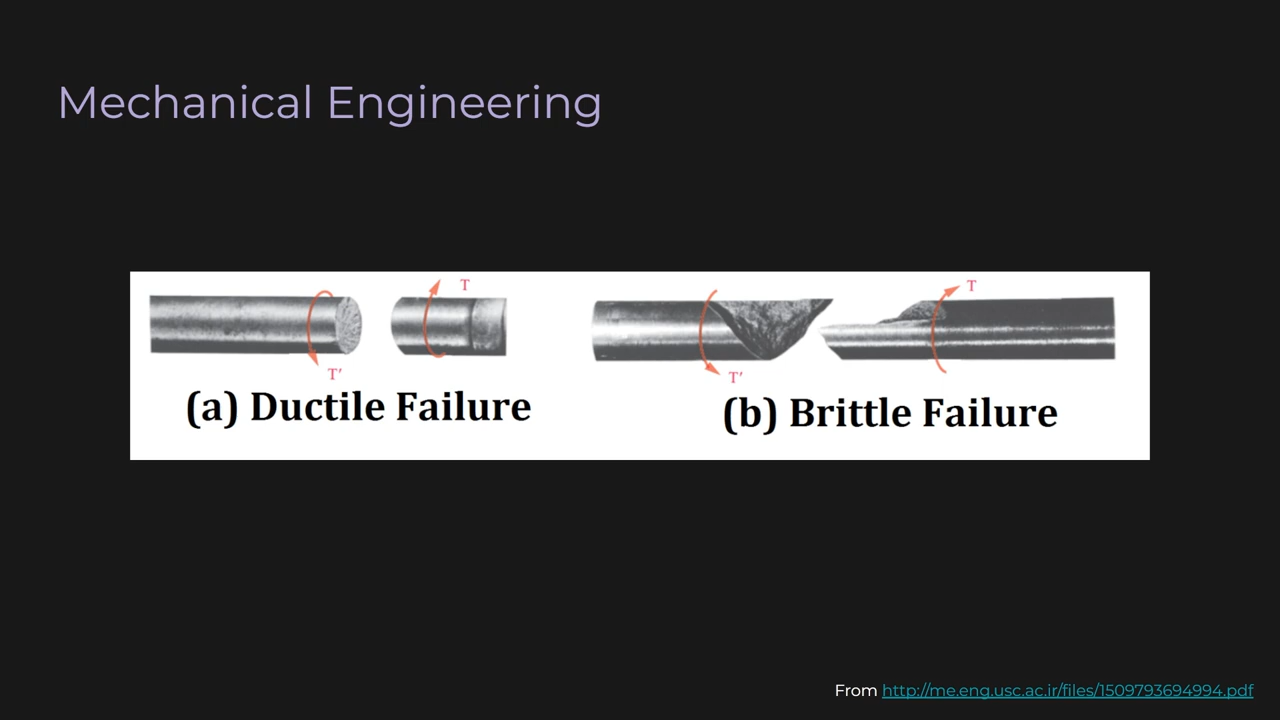 Mechanical Engineering
T
T
T′
T′
(a) Ductile Failure
(b) Brittle Failure
From http://me.eng.usc.ac.ir/files/1509793694994.pdf